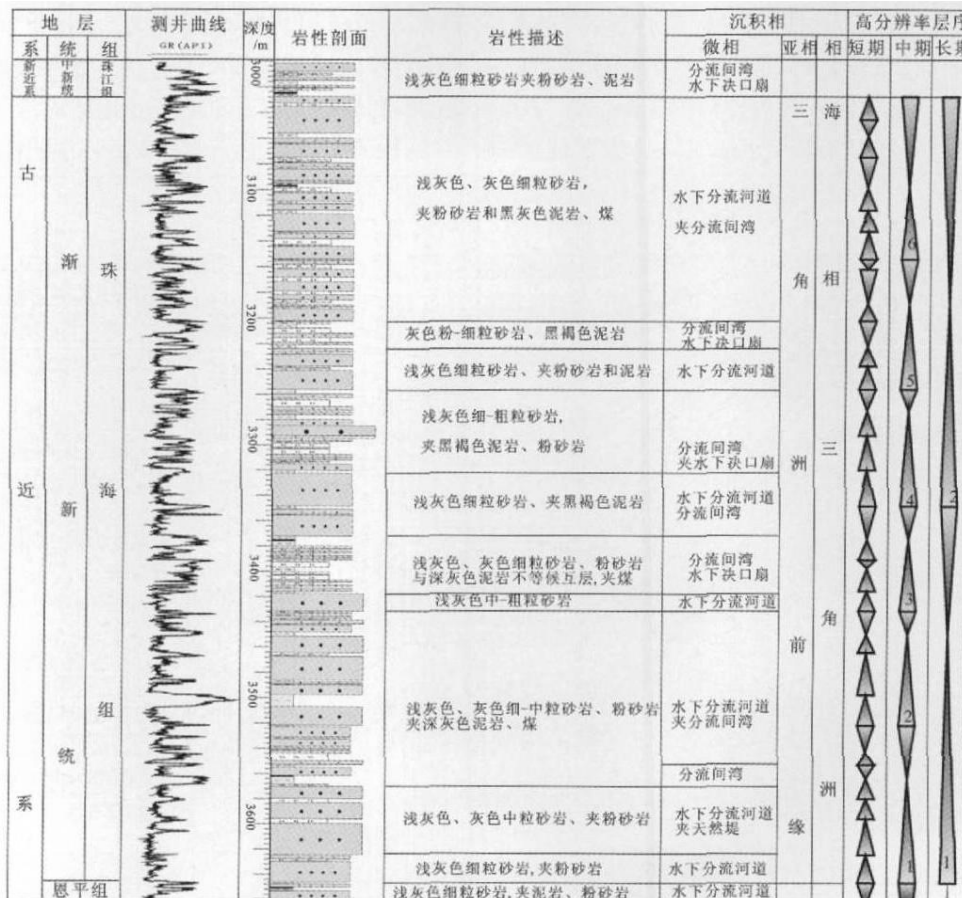 地 层
测井曲线
GR(API)
深度
/m
岩性剖面
岩性描述
沉积相
高分辨率层序
系
统
组
微相
亚相
相
短期
中期
长期
新近系
中新统
珠江组
3000
浅灰色细粒砂岩夹粉砂岩、泥岩
分流间湾
水下决口扇
古近系
渐新统
珠海组
三角洲前缘
海相三角洲
3100
浅灰色、灰色细粒砂岩,
夹粉砂岩和黑灰色泥岩、煤
水下分流河道
夹分流间湾
6
3200
灰色粉-细粒砂岩、黑褐色泥岩
分流间湾
水下决口扇
浅灰色细粒砂岩、夹粉砂岩和泥岩
水下分流河道
5
3300
浅灰色细-粗粒砂岩,
夹黑褐色泥岩、粉砂岩
分流间湾
夹水下决口扇
浅灰色细粒砂岩、夹黑褐色泥岩
水下分流河道
分流间湾
4
2
3400
浅灰色、灰色细粒砂岩、粉砂岩
与深灰色泥岩不等候互层,夹煤
分流间湾
水下决口扇
浅灰色中-粗粒砂岩
水下分流河道
3
3500
浅灰色、灰色细-中粒砂岩、粉砂岩
夹深灰色泥岩、煤
水下分流河道
夹分流间湾
2
分流间湾
3600
浅灰色、灰色中粒砂岩、夹粉砂岩
水下分流河道
夹天然堤
浅灰色细粒砂岩,夹粉砂岩
水下分流河道
1
1
恩平组
浅灰色细粒砂岩,夹泥岩、粉砂岩
水下分流河道